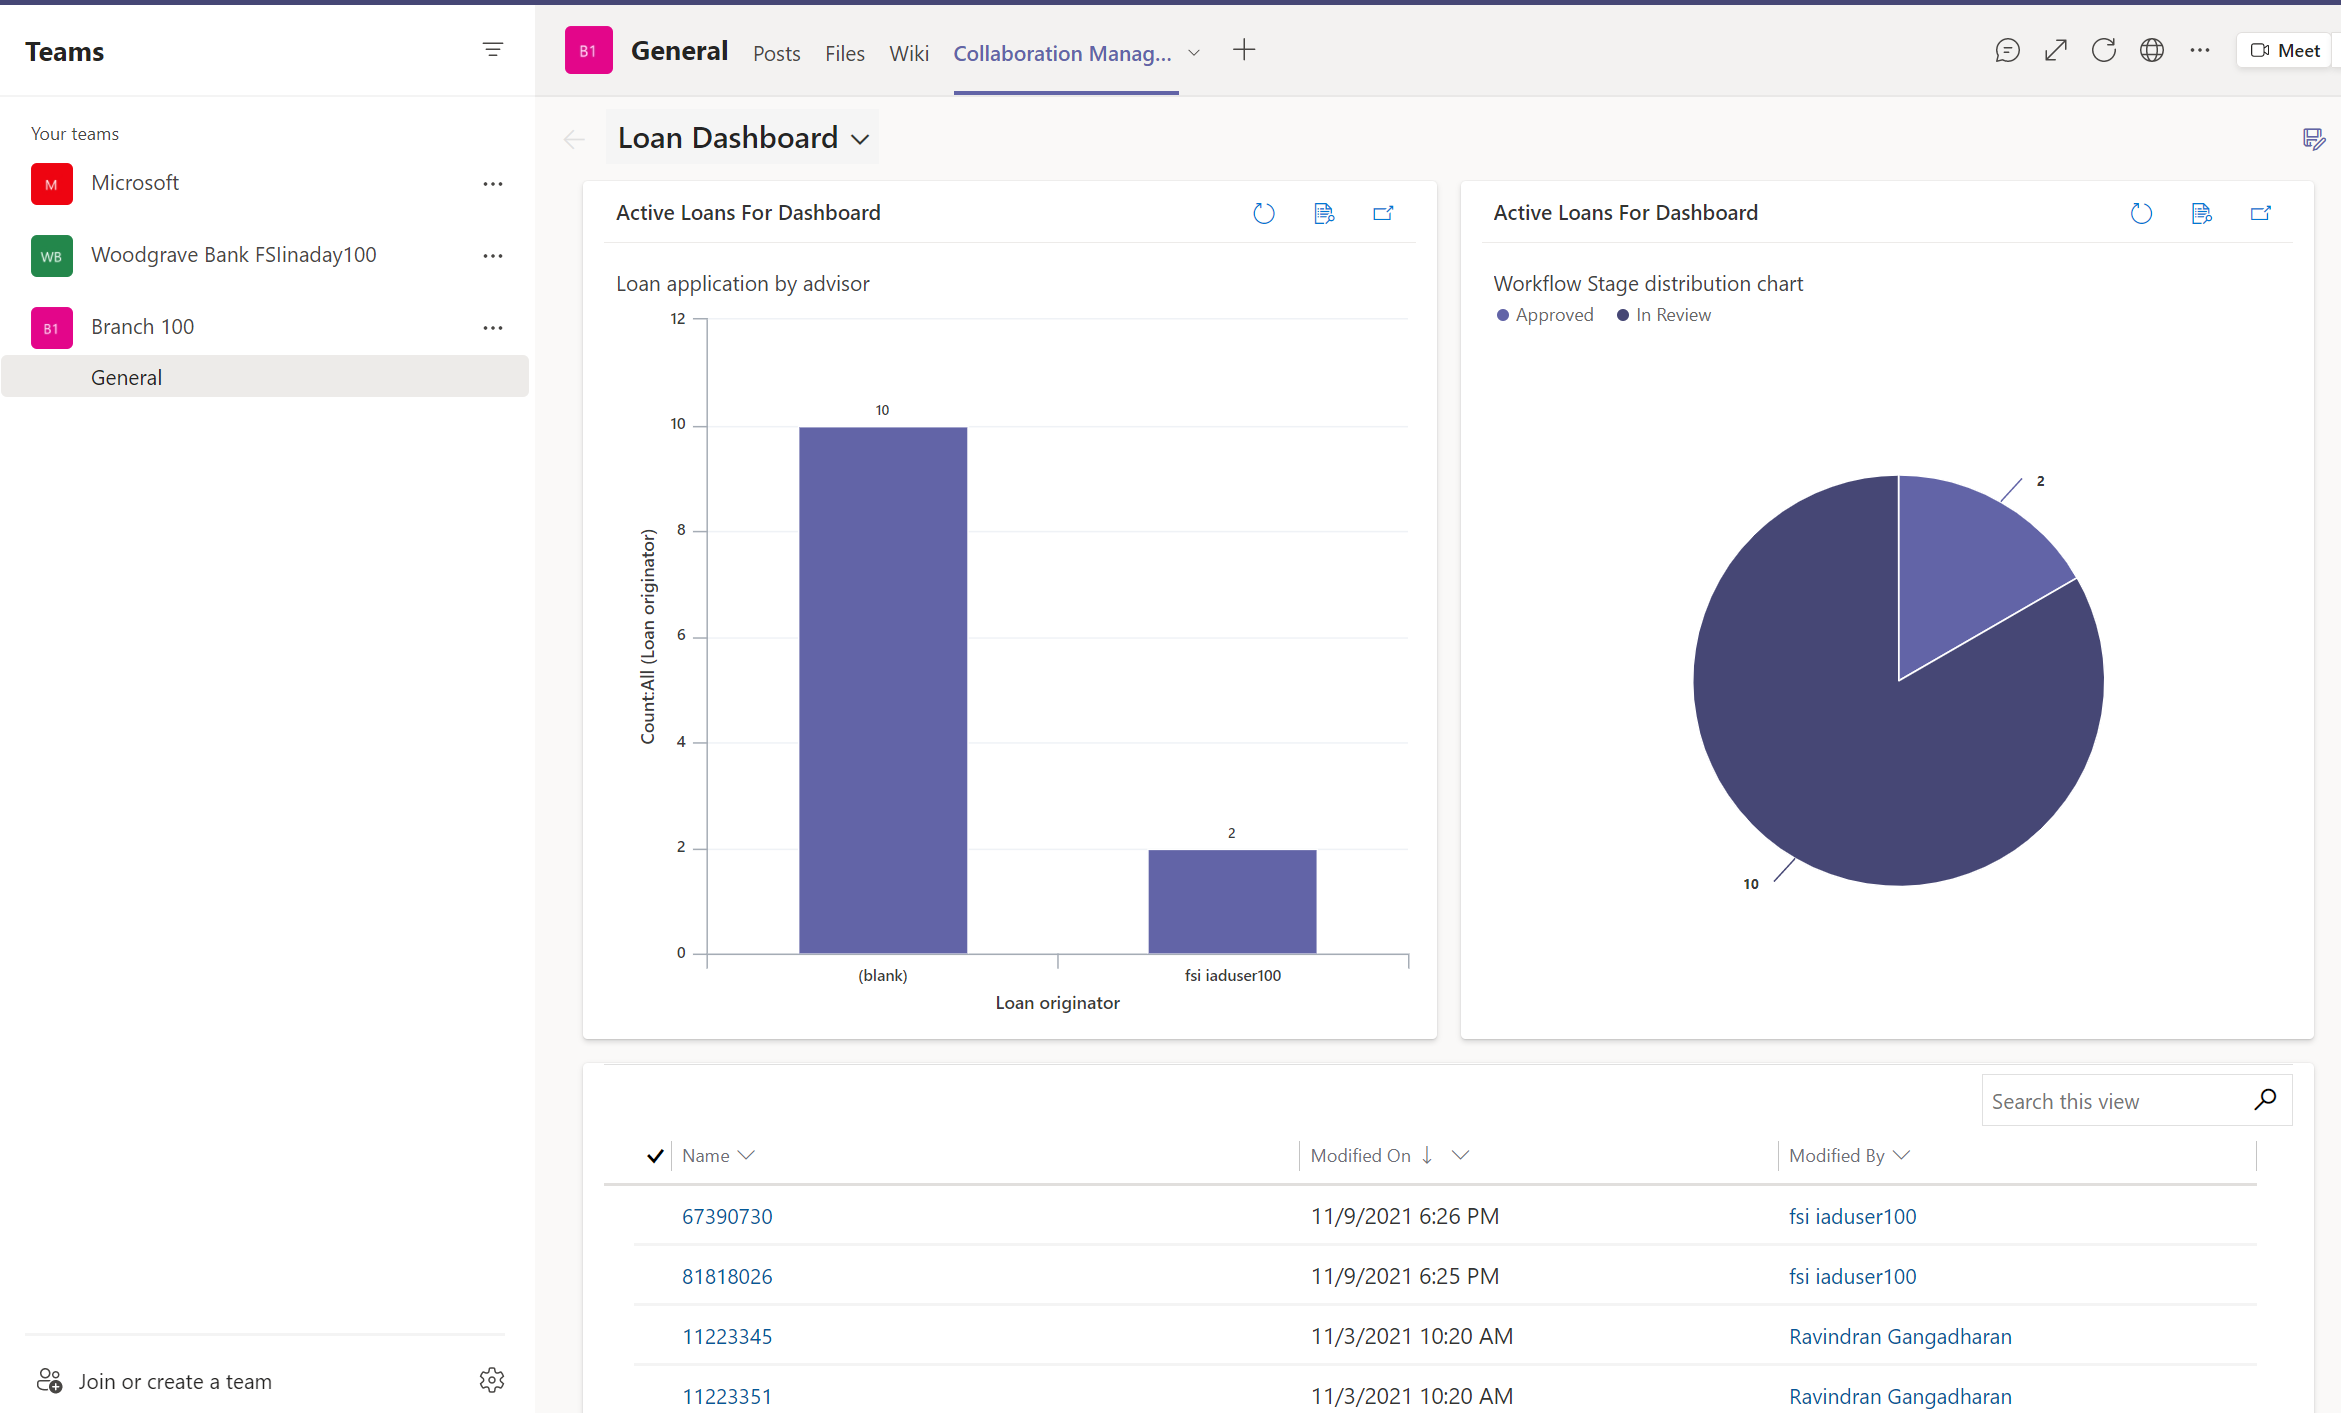 Teams
Your teams
M Microsoft
WB Woodgrave Bank FSIinaday100
B1 Branch 100
General
Join or create a team
B1 General Posts Files Wiki Collaboration Manag...
Meet
Loan Dashboard
Active Loans For Dashboard
Loan application by advisor
12
10
8
6
4
2
0
Count:All (Loan originator)
10
2
(blank) fsi iaduser100
Loan originator
Active Loans For Dashboard
Workflow Stage distribution chart
Approved In Review
2
10
Search this view
Name Modified On Modified By
67390730 11/9/2021 6:26 PM fsi iaduser100
81818026 11/9/2021 6:25 PM fsi iaduser100
11223345 11/3/2021 10:20 AM Ravindran Gangadharan
11223351 11/3/2021 10:20 AM Ravindran Gangadharan